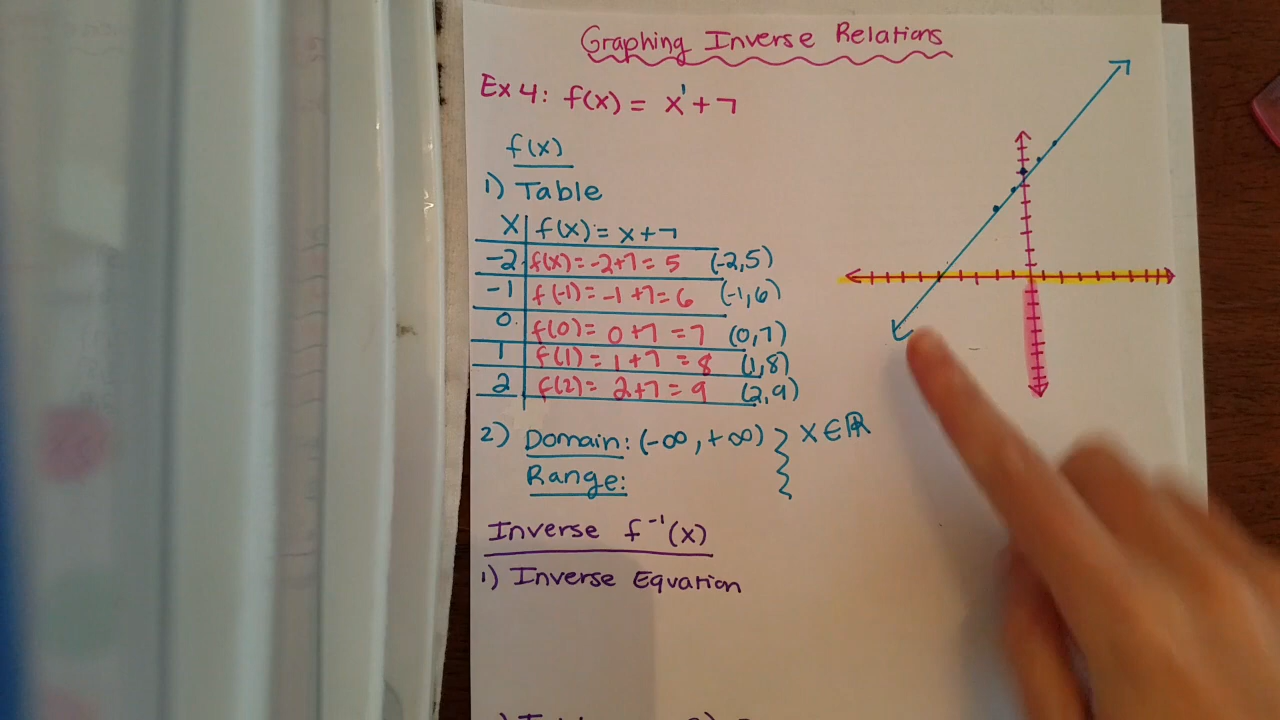 Graphing Inverse Relations
Ex 4: f(x) = x¹+7
f(x)
1) Table
x | f(x) = x+7
-2 f(x) = -2+7 = 5 (-2,5)
-1 f(-1) = -1+7 = 6 (-1,6)
0 f(0) = 0+7 = 7 (0,7)
1 f(1) = 1+7 = 8 (1,8)
2 f(2) = 2+7 = 9 (2,9)
2) Domain: (-∞, +∞) } x∈ℝ
Range:
Inverse f⁻¹(x)
1) Inverse Equation